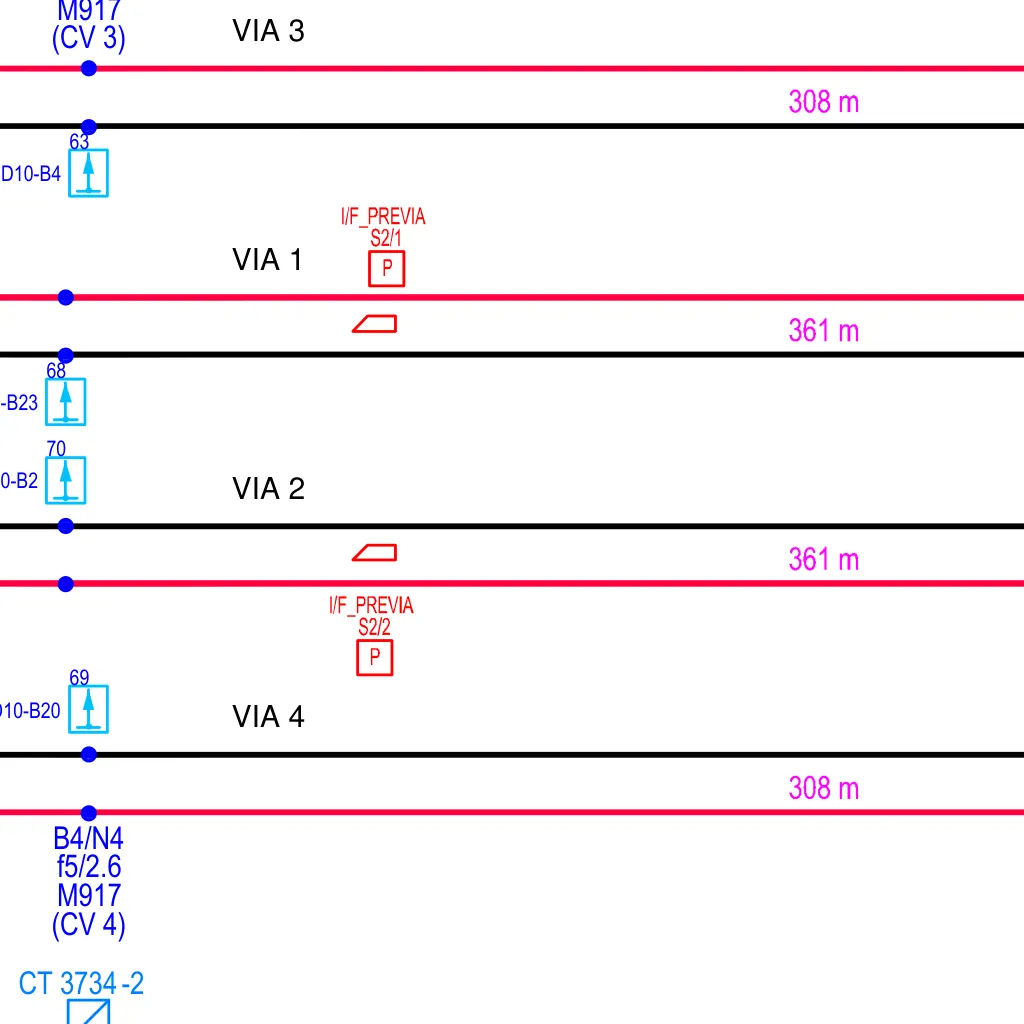 M917
(CV 3)
VIA 3
308 m
63
D10-B4
I/F_PREVIA
S2/1
P
VIA 1
361 m
68
-B23
70
0-B2
VIA 2
361 m
I/F_PREVIA
S2/2
P
69
D10-B20
VIA 4
308 m
B4/N4
f5/2.6
M917
(CV 4)
CT 3734-2